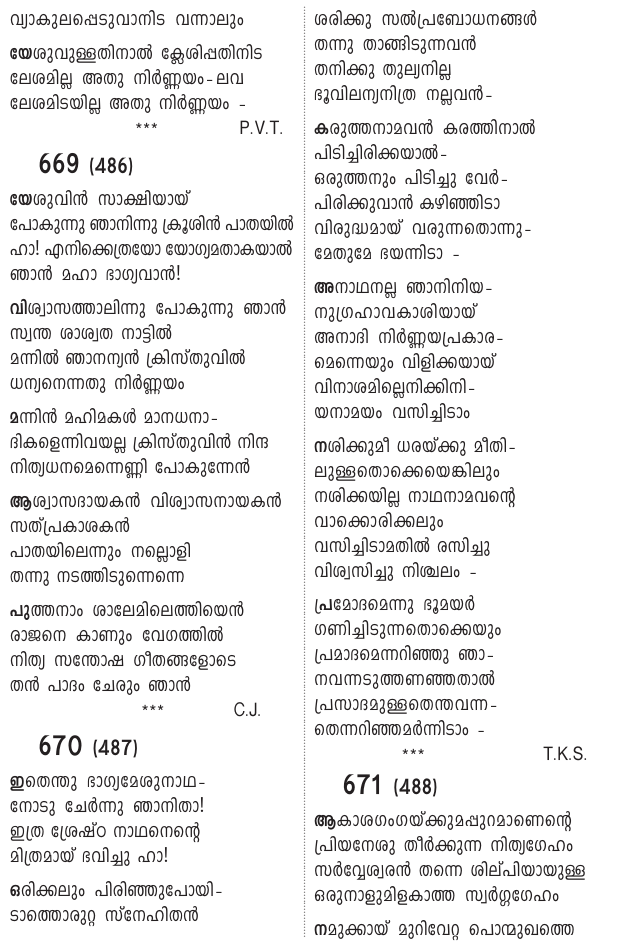 വ്യാകുലപ്പെടുവാനിട വന്നാലും
യേശുവുള്ളതിനാൽ ക്ലേശിപ്പതിനിട
ലേശമില്ല അതു നിർണ്ണയം-ലവ
ലേശമിടയില്ല അതു നിർണ്ണയം -
*** P.V.T.
669 (486)
യേശുവിൻ സാക്ഷിയായ്
പോകുന്നു ഞാനിന്നു ക്രൂശിൻ പാതയിൽ
ഹാ! എനിക്കെത്രയോ യോഗ്യമതാകയാൽ
ഞാൻ മഹാ ഭാഗ്യവാൻ!
വിശ്വാസത്താലിന്നു പോകുന്നു ഞാൻ
സ്വന്ത ശാശ്വത നാട്ടിൽ
മന്നിൽ ഞാനന്യൻ ക്രിസ്തുവിൽ
ധന്യനെന്നതു നിർണ്ണയം
മന്നിൻ മഹിമകൾ മാനധനാ-
ദികളെന്നിവയല്ല ക്രിസ്തുവിൻ നിന്ദ
നിത്യധനമെന്നെണ്ണി പോകുന്നേൻ
ആശ്വാസദായകൻ വിശ്വാസനായകൻ
സത്പ്രകാശകൻ
പാതയിലെന്നും നല്ലൊളി
തന്നു നടത്തിടുന്നെന്നെ
പുത്തനാം ശാലേമിലെത്തിയെൻ
രാജനെ കാണും വേഗത്തിൽ
നിത്യ സന്തോഷ ഗീതങ്ങളോടെ
തൻ പാദം ചേരും ഞാൻ
*** C.J.
670 (487)
ഇതെന്തു ഭാഗ്യമേശുനാഥ-
നോടു ചേർന്നു ഞാനിതാ!
ഇത്ര ശ്രേഷ്ഠ നാഥനെന്റെ
മിത്രമായ് ഭവിച്ചു ഹാ!
ഒരിക്കലും പിരിഞ്ഞുപോയി-
ടാത്തൊരുറ്റ സ്നേഹിതൻ
ശരിക്കു സൽപ്രബോധനങ്ങൾ
തന്നു താങ്ങിടുന്നവൻ
തനിക്കു തുല്യനില്ല
ഭൂവിലന്യനിത്ര നല്ലവൻ-
കരുത്തനാമവൻ കരത്തിനാൽ
പിടിച്ചിരിക്കയാൽ-
ഒരുത്തനും പിടിച്ചു വേർ-
പിരിക്കുവാൻ കഴിഞ്ഞിടാ
വിരുദ്ധമായ് വരുന്നതൊന്നു-
മേതുമേ ഭയന്നിടാ -
അനാഥനല്ല ഞാനിനിയ-
നുഗ്രഹാവകാശിയായ്
അനാദി നിർണ്ണയപ്രകാര-
മെന്നെയും വിളിക്കയായ്
വിനാശമില്ലെനിക്കിനി-
യനാമയം വസിച്ചിടാം
നശിക്കുമീ ധരയ്ക്കു മീതി-
ലുള്ളതൊക്കെയെങ്കിലും
നശിക്കയില്ല നാഥനാമവന്റെ
വാക്കൊരിക്കലും
വസിച്ചിടാമതിൽ രസിച്ചു
വിശ്വസിച്ചു നിശ്ചലം -
പ്രമോദമെന്നു ഭൂമയർ
ഗണിച്ചിടുന്നതൊക്കെയും
പ്രമാദമെന്നറിഞ്ഞു ഞാ-
നവന്നടുത്തണഞ്ഞതാൽ
പ്രസാദമുള്ളതെന്തവന്ന-
തെന്നറിഞ്ഞമർന്നിടാം -
*** T.K.S.
671 (488)
ആകാശഗംഗയ്ക്കുമപ്പുറമാണെന്റെ
പ്രിയനേശു തീർക്കുന്ന നിത്യഗേഹം
സർവ്വേശ്വരൻ തന്നെ ശില്പിയായുള്ള
ഒരുനാളുമിളകാത്ത സ്വർഗ്ഗഗേഹം
നമുക്കായ് മുറിവേറ്റ പൊന്മുഖത്തെ